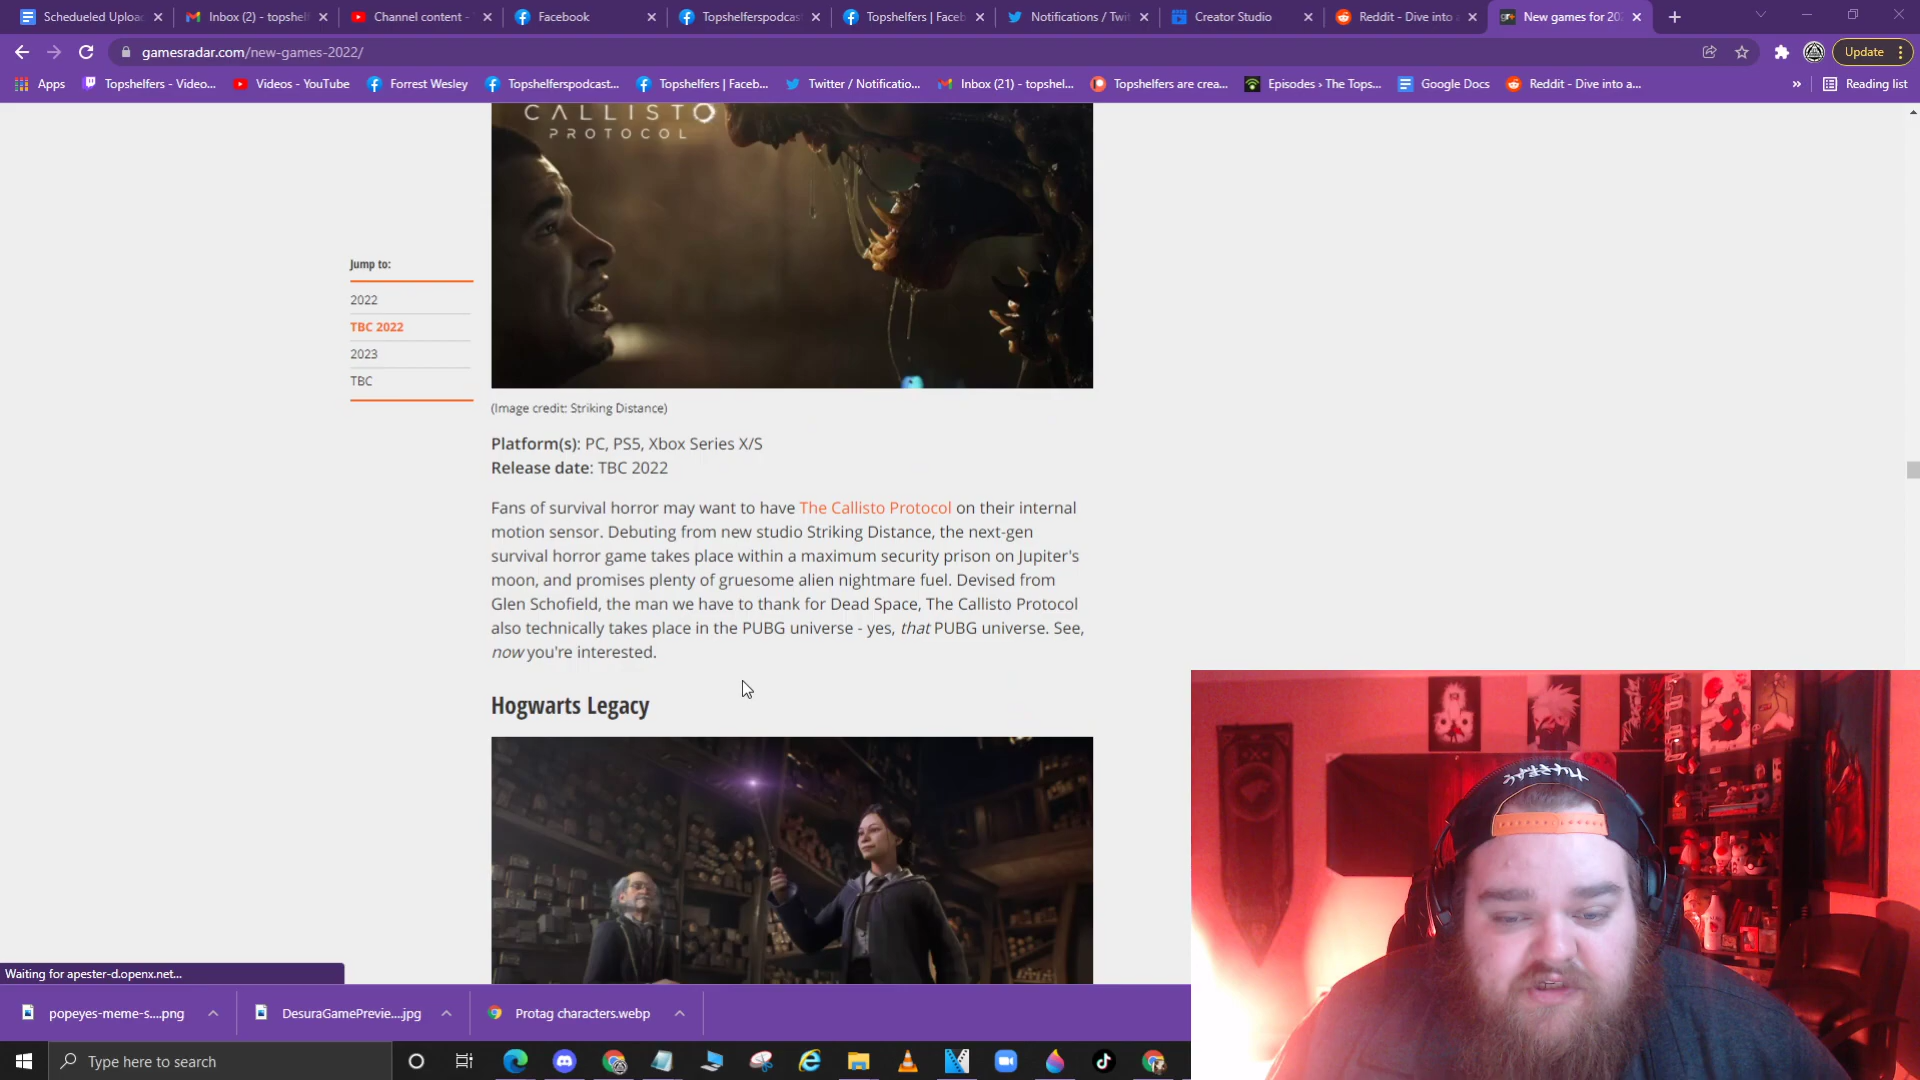 Schedueled Uploa
Inbox (2) - topshel
Channel content -
Facebook
Topshelferspodcas
Topshelfers | Faceb
Notifications / Twit
Creator Studio
Reddit - Dive into a
New games for 20
gamesradar.com/new-games-2022/
Update
Apps
Topshelfers - Video...
Videos - YouTube
Forrest Wesley
Topshelferspodcast...
Topshelfers | Faceb...
Twitter / Notificatio...
Inbox (21) - topshel...
Topshelfers are crea...
Episodes › The Tops...
Google Docs
Reddit - Dive into a...
»
Reading list
CALLISTO
PROTOCOL
Jump to:
2022
TBC 2022
2023
TBC
(Image credit: Striking Distance)
Platform(s): PC, PS5, Xbox Series X/S
Release date: TBC 2022
Fans of survival horror may want to have The Callisto Protocol on their internal
motion sensor. Debuting from new studio Striking Distance, the next-gen
survival horror game takes place within a maximum security prison on Jupiter's
moon, and promises plenty of gruesome alien nightmare fuel. Devised from
Glen Schofield, the man we have to thank for Dead Space, The Callisto Protocol
also technically takes place in the PUBG universe - yes, that PUBG universe. See,
now you're interested.
Hogwarts Legacy
Waiting for apester-d.openx.net...
popeyes-meme-s....png
DesuraGamePrevie....jpg
Protag characters.webp
Type here to search